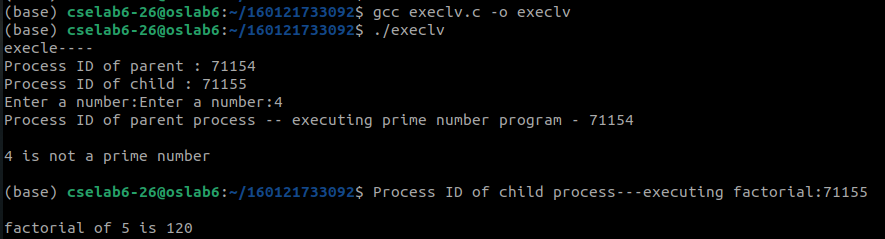 (base) cselab6-26@oslab6:~/160121733092$ gcc execlv.c -o execlv
(base) cselab6-26@oslab6:~/160121733092$ ./execlv
execle----
Process ID of parent : 71154
Process ID of child : 71155
Enter a number:Enter a number:4
Process ID of parent process -- executing prime number program - 71154
4 is not a prime number
(base) cselab6-26@oslab6:~/160121733092$ Process ID of child process---executing factorial:71155
factorial of 5 is 120